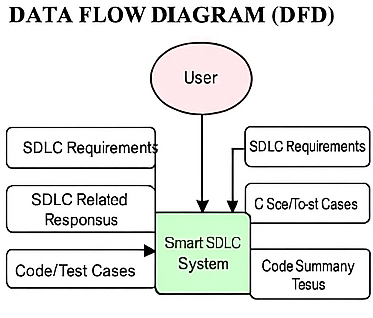 DATA FLOW DIAGRAM (DFD)
User
SDLC Requirements
SDLC Requirements
SDLC Related
Responsus
C Sce/To-st Cases
Smart SDLC
System
Code/Test Cases
Code Summany
Tesus